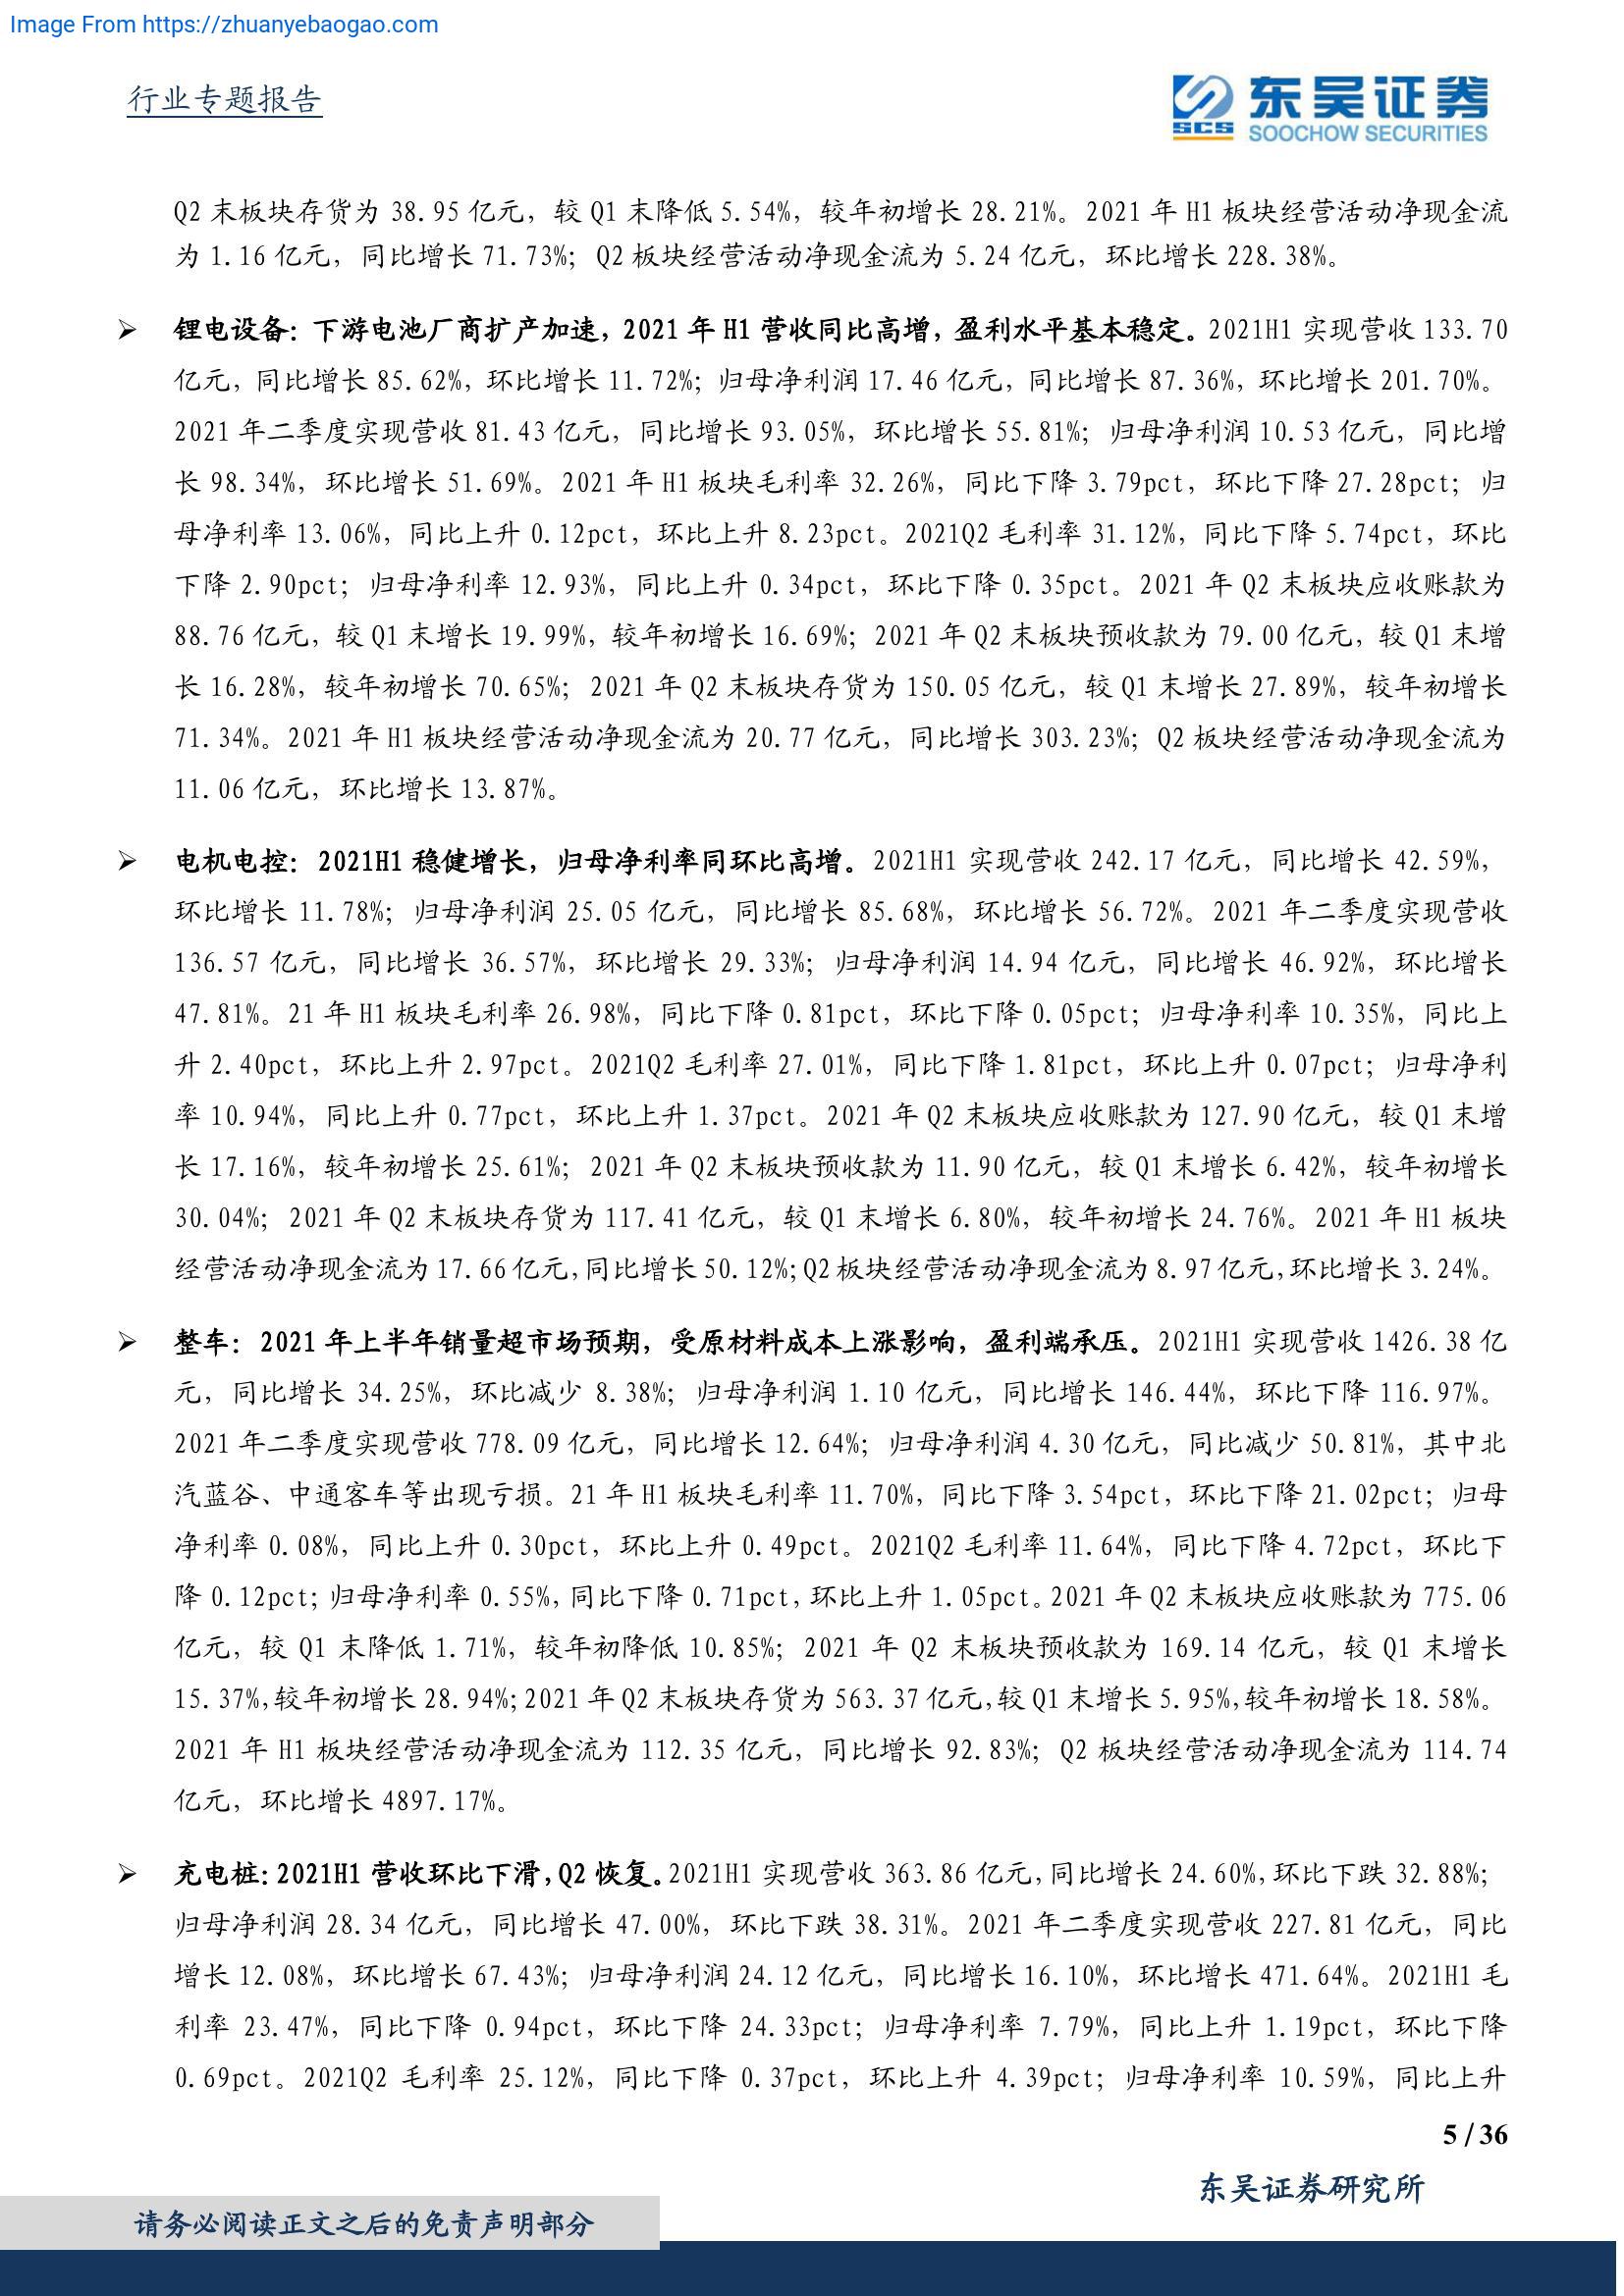 Image From https://zhuanyebaogao.com
行业专题报告
东吴证券
SCS
SOOCHOW SECURITIES
Q2 末板块存货为 38.95 亿元，较 Q1 末降低 5.54%，较年初增长 28.21%。2021 年 H1 板块经营活动净现金流
为 1.16 亿元，同比增长 71.73%；Q2 板块经营活动净现金流为 5.24 亿元，环比增长 228.38%。
➢ 锂电设备：下游电池厂商扩产加速，2021 年 H1 营收同比高增，盈利水平基本稳定。2021H1 实现营收 133.70
亿元，同比增长 85.62%，环比增长 11.72%；归母净利润 17.46 亿元，同比增长 87.36%，环比增长 201.70%。
2021 年二季度实现营收 81.43 亿元，同比增长 93.05%，环比增长 55.81%；归母净利润 10.53 亿元，同比增
长 98.34%，环比增长 51.69%。2021 年 H1 板块毛利率 32.26%，同比下降 3.79pct，环比下降 27.28pct；归
母净利率 13.06%，同比上升 0.12pct，环比上升 8.23pct。2021Q2 毛利率 31.12%，同比下降 5.74pct，环比
下降 2.90pct；归母净利率 12.93%，同比上升 0.34pct，环比下降 0.35pct。2021 年 Q2 末板块应收账款为
88.76 亿元，较 Q1 末增长 19.99%，较年初增长 16.69%；2021 年 Q2 末板块预收款为 79.00 亿元，较 Q1 末增
长 16.28%，较年初增长 70.65%；2021 年 Q2 末板块存货为 150.05 亿元，较 Q1 末增长 27.89%，较年初增长
71.34%。2021 年 H1 板块经营活动净现金流为 20.77 亿元，同比增长 303.23%；Q2 板块经营活动净现金流为
11.06 亿元，环比增长 13.87%。
➢ 电机电控：2021H1 稳健增长，归母净利率同环比高增。2021H1 实现营收 242.17 亿元，同比增长 42.59%，
环比增长 11.78%；归母净利润 25.05 亿元，同比增长 85.68%，环比增长 56.72%。2021 年二季度实现营收
136.57 亿元，同比增长 36.57%，环比增长 29.33%；归母净利润 14.94 亿元，同比增长 46.92%，环比增长
47.81%。21 年 H1 板块毛利率 26.98%，同比下降 0.81pct，环比下降 0.05pct；归母净利率 10.35%，同比上
升 2.40pct，环比上升 2.97pct。2021Q2 毛利率 27.01%，同比下降 1.81pct，环比上升 0.07pct；归母净利
率 10.94%，同比上升 0.77pct，环比上升 1.37pct。2021 年 Q2 末板块应收账款为 127.90 亿元，较 Q1 末增
长 17.16%，较年初增长 25.61%；2021 年 Q2 末板块预收款为 11.90 亿元，较 Q1 末增长 6.42%，较年初增长
30.04%；2021 年 Q2 末板块存货为 117.41 亿元，较 Q1 末增长 6.80%，较年初增长 24.76%。2021 年 H1 板块
经营活动净现金流为 17.66 亿元，同比增长 50.12%；Q2 板块经营活动净现金流为 8.97 亿元，环比增长 3.24%。
➢ 整车：2021 年上半年销量超市场预期，受原材料成本上涨影响，盈利端承压。2021H1 实现营收 1426.38 亿
元，同比增长 34.25%，环比减少 8.38%；归母净利润 1.10 亿元，同比增长 146.44%，环比下降 116.97%。
2021 年二季度实现营收 778.09 亿元，同比增长 12.64%；归母净利润 4.30 亿元，同比减少 50.81%，其中北
汽蓝谷、中通客车等出现亏损。21 年 H1 板块毛利率 11.70%，同比下降 3.54pct，环比下降 21.02pct；归母
净利率 0.08%，同比上升 0.30pct，环比上升 0.49pct。2021Q2 毛利率 11.64%，同比下降 4.72pct，环比下
降 0.12pct；归母净利率 0.55%，同比下降 0.71pct，环比上升 1.05pct。2021 年 Q2 末板块应收账款为 775.06
亿元，较 Q1 末降低 1.71%，较年初降低 10.85%；2021 年 Q2 末板块预收款为 169.14 亿元，较 Q1 末增长
15.37%，较年初增长 28.94%；2021 年 Q2 末板块存货为 563.37 亿元，较 Q1 末增长 5.95%，较年初增长 18.58%。
2021 年 H1 板块经营活动净现金流为 112.35 亿元，同比增长 92.83%；Q2 板块经营活动净现金流为 114.74
亿元，环比增长 4897.17%。
➢ 充电桩：2021H1 营收环比下滑，Q2 恢复。2021H1 实现营收 363.86 亿元，同比增长 24.60%，环比下跌 32.88%；
归母净利润 28.34 亿元，同比增长 47.00%，环比下跌 38.31%。2021 年二季度实现营收 227.81 亿元，同比
增长 12.08%，环比增长 67.43%；归母净利润 24.12 亿元，同比增长 16.10%，环比增长 471.64%。2021H1 毛
利率 23.47%，同比下降 0.94pct，环比下降 24.33pct；归母净利率 7.79%，同比上升 1.19pct，环比下降
0.69pct。2021Q2 毛利率 25.12%，同比下降 0.37pct，环比上升 4.39pct；归母净利率 10.59%，同比上升
5 / 36
东吴证券研究所
请务必阅读正文之后的免责声明部分